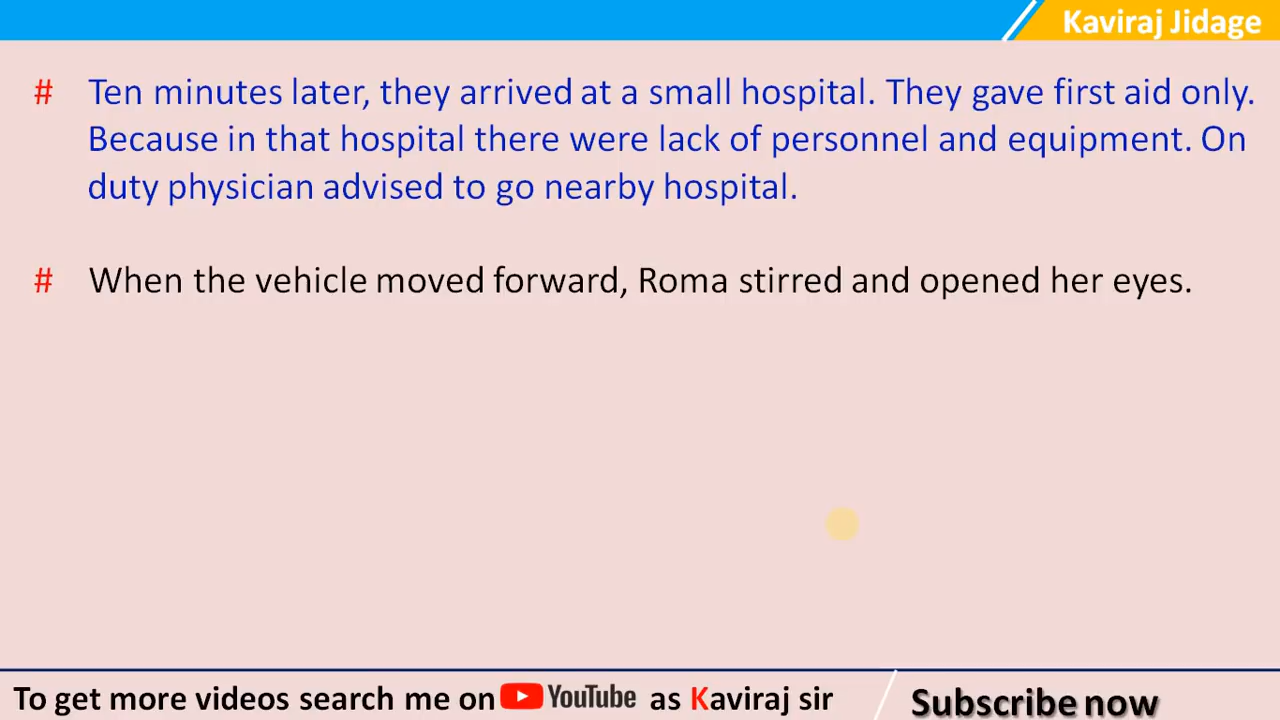 Kaviraj Jidage
# Ten minutes later, they arrived at a small hospital. They gave first aid only.
Because in that hospital there were lack of personnel and equipment. On
duty physician advised to go nearby hospital.
# When the vehicle moved forward, Roma stirred and opened her eyes.
To get more videos search me on YouTube as Kaviraj sir
Subscribe now